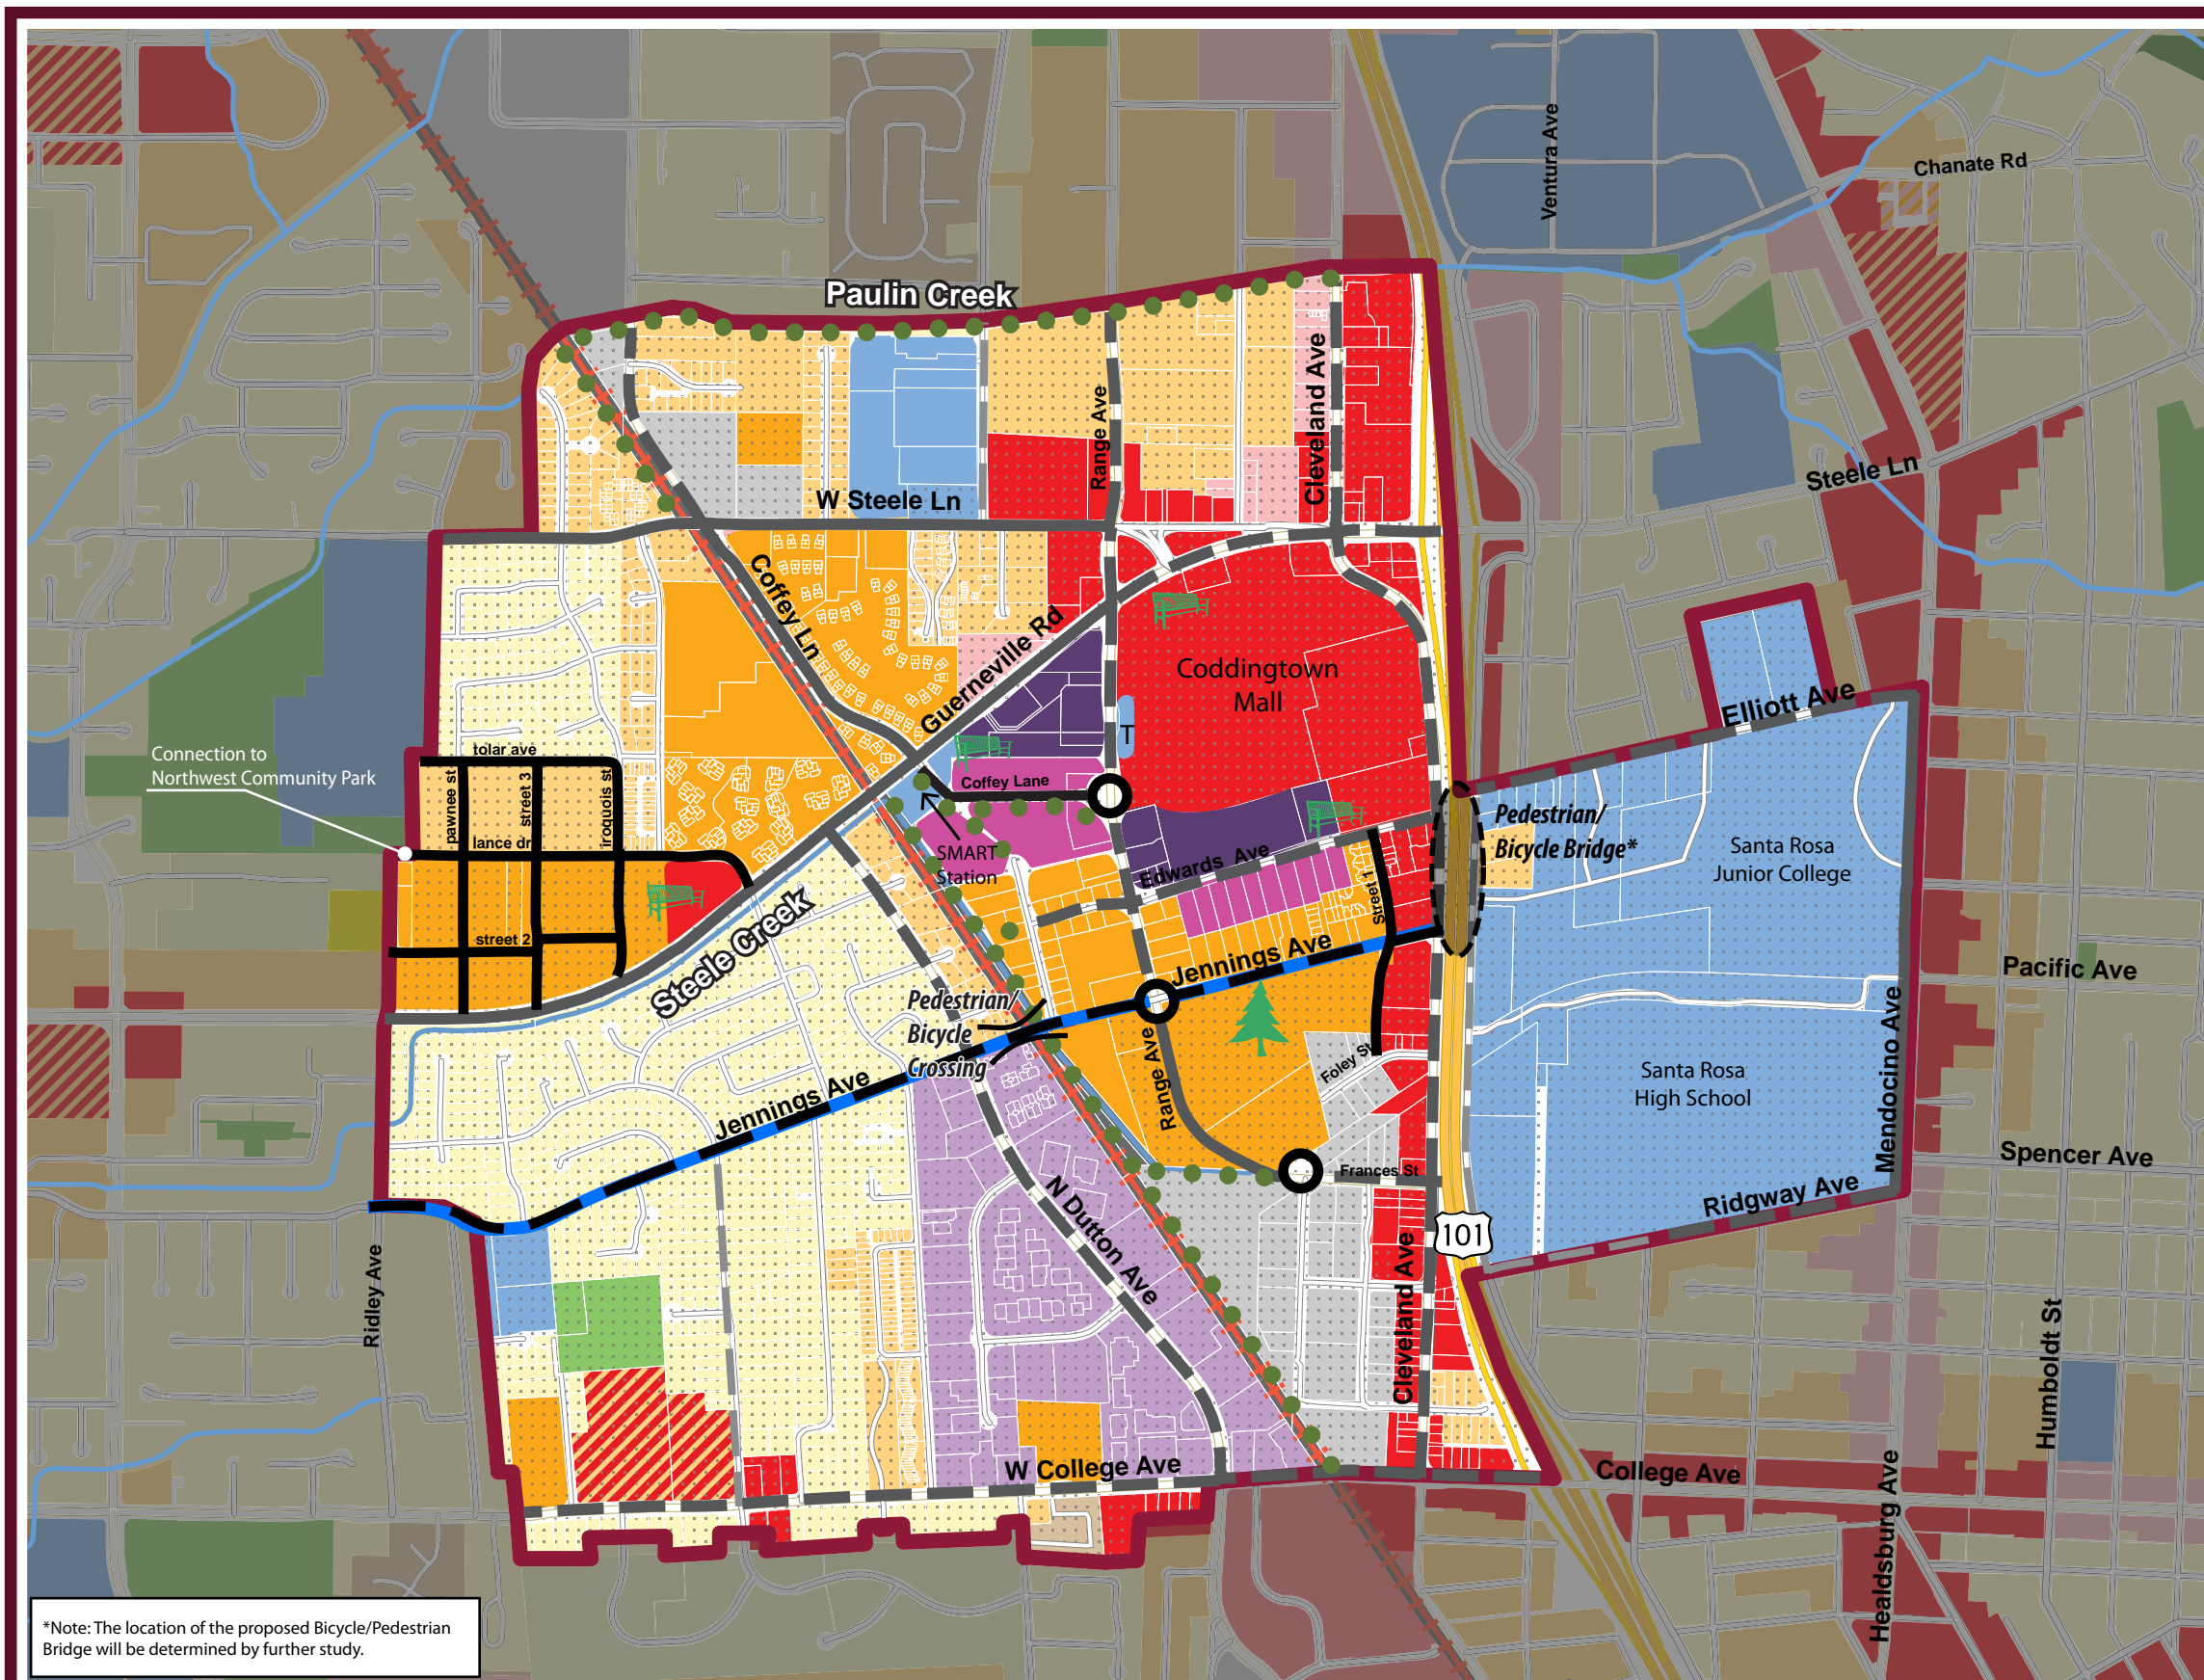 Ventura Ave
Chanate Rd
Paulin Creek
Range Ave
Cleveland Ave
Steele Ln
W Steele Ln
Coffey Ln
Guerneville Rd
Coddingtown
Mall
Elliott Ave
T
Connection to
Northwest Community Park
tolar ave
pawnee st
street 3
iroquois st
lance dr
street 2
Coffey Lane
SMART
Station
Edwards Ave
Street 1
Pedestrian/
Bicycle Bridge*
Santa Rosa
Junior College
Steele Creek
Jennings Ave
Pacific Ave
Pedestrian/
Bicycle
Crossing
Range Ave
Foley St
Santa Rosa
High School
Mendocino Ave
Jennings Ave
Frances St
Spencer Ave
Ridgway Ave
N Dutton Ave
101
Ridley Ave
Cleveland Ave
Humboldt St
W College Ave
College Ave
Healdsburg Ave
*Note: The location of the proposed Bicycle/Pedestrian
Bridge will be determined by further study.